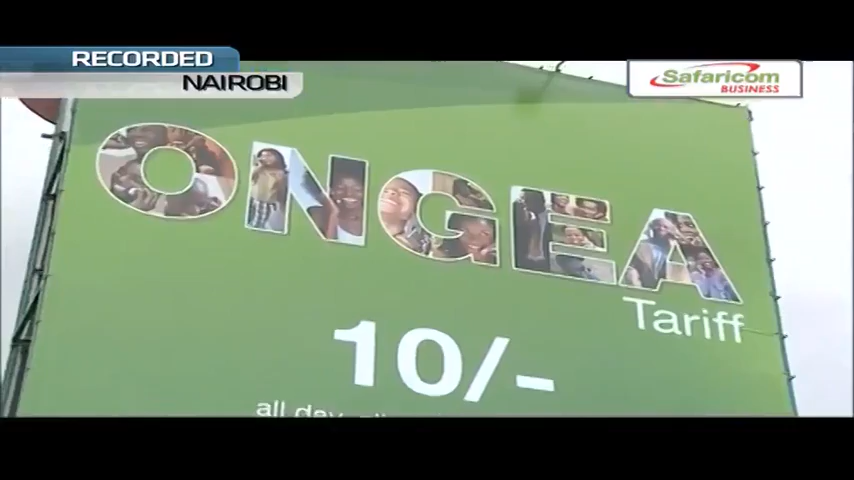 RECORDED
NAIROBI
Safaricom
BUSINESS
ONGEA
Tariff
10/-
all day